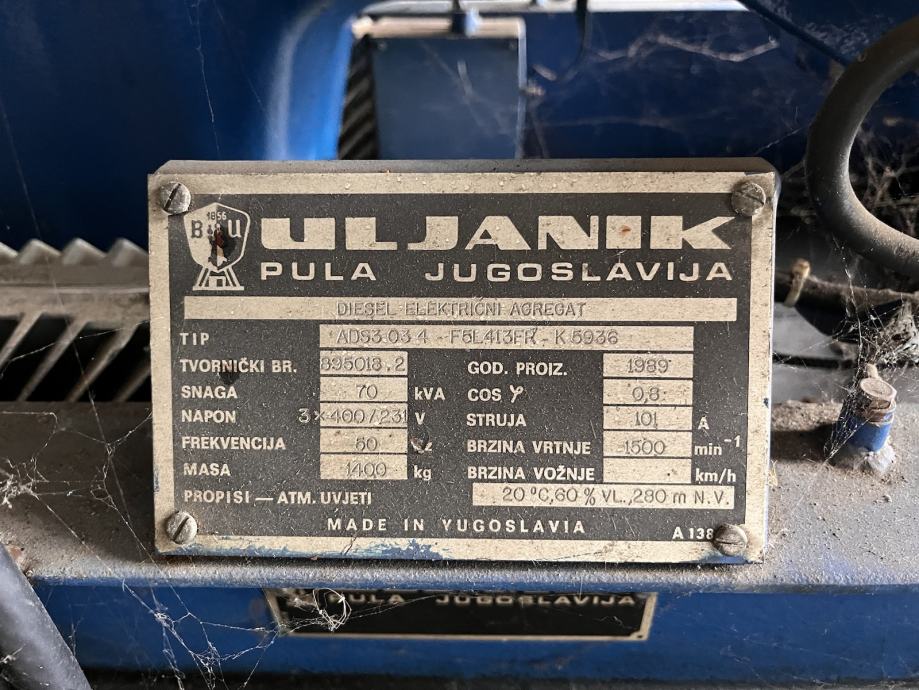 1856
B U
ULJANIK
PULA JUGOSLAVIJA
DIESEL ELEKTRIČNI AGREGAT
TIP ADS3.03 4 - F5L413FR - K 5936
TVORNIČKI BR. 895018.2 GOD. PROIZ. 1989
SNAGA 70 kVA COS φ 0,8
NAPON 3×400/231 V STRUJA 101 A
FREKVENCIJA 50 BRZINA VRTNJE 1500 min⁻¹
MASA 1400 kg BRZINA VOŽNJE km/h
PROPISI — ATM. UVJETI 20 °C, 60 % VL., 280 m N.V.
MADE IN YUGOSLAVIA A 138
PULA JUGOSLAVIJA